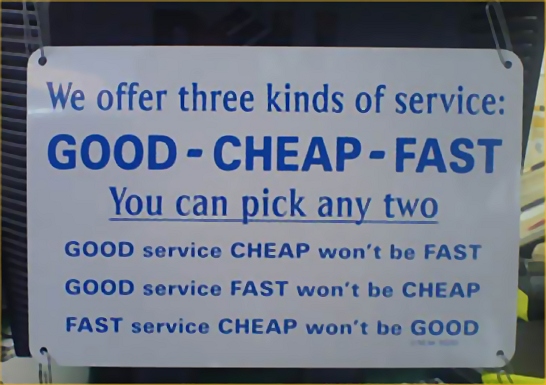 We offer three kinds of service:
GOOD - CHEAP - FAST
You can pick any two
GOOD service CHEAP won't be FAST
GOOD service FAST won't be CHEAP
FAST service CHEAP won't be GOOD